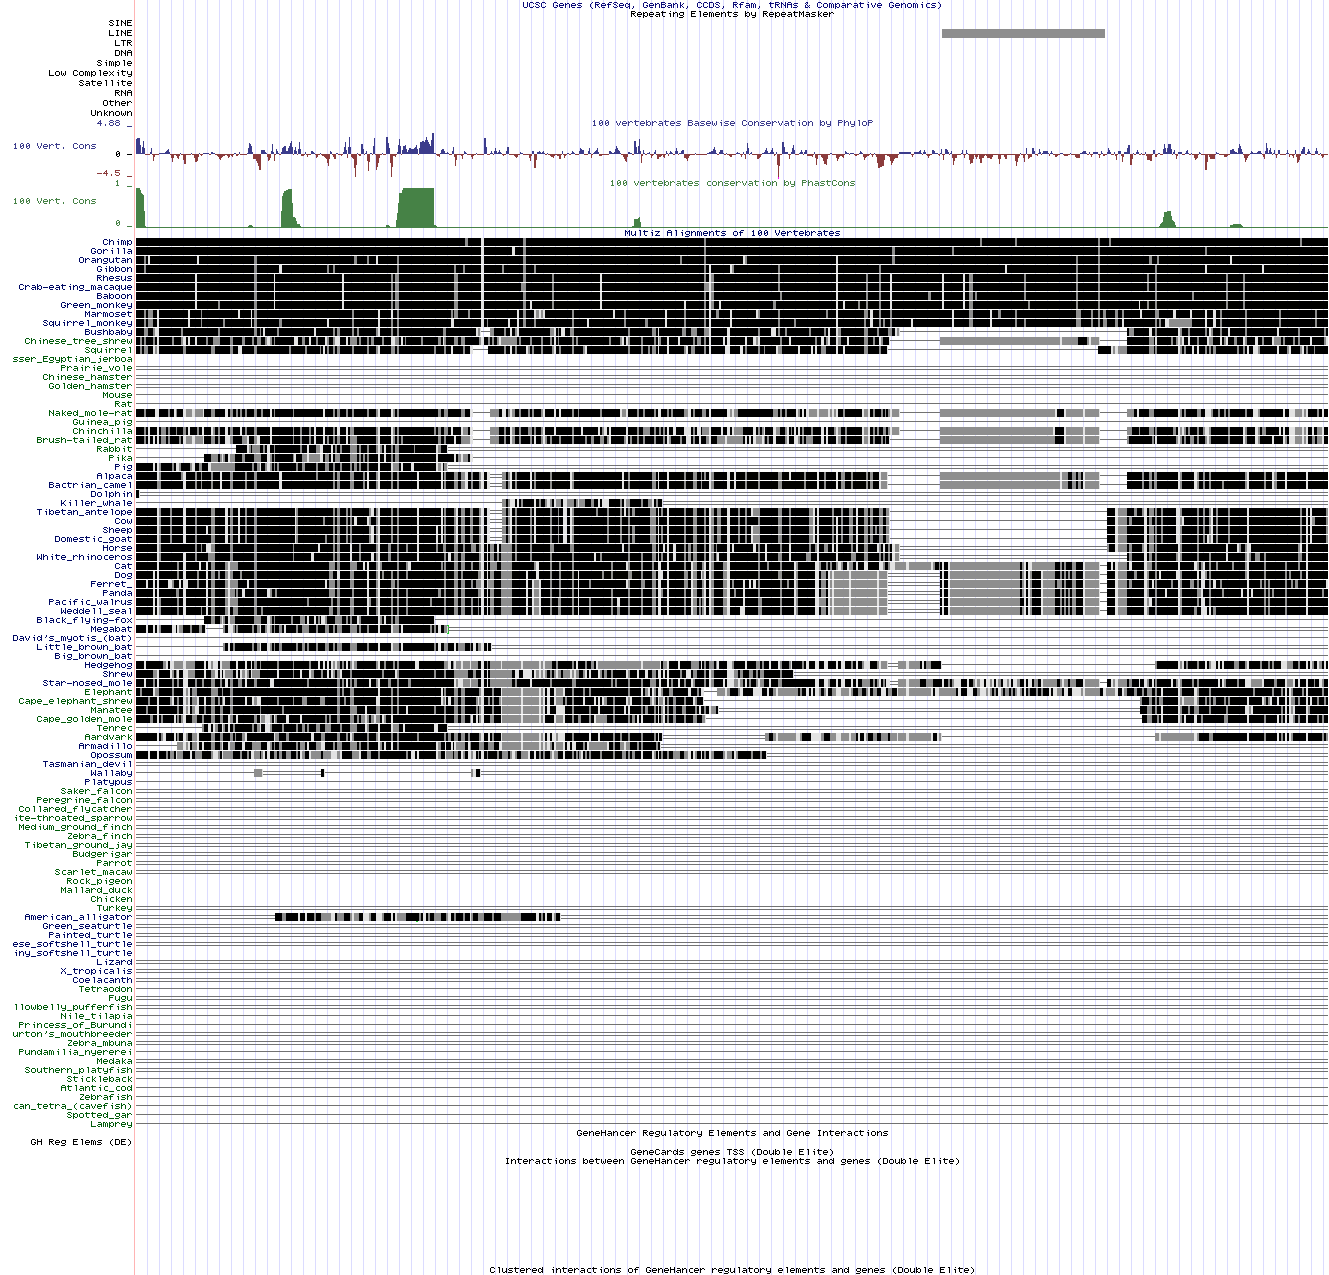 UCSC Genes (RefSeq, GenBank, CCDS, Rfam, tRNAs & Comparative Genomics)
Repeating Elements by RepeatMasker
SINE
LINE
LTR
DNA
Simple
Low Complexity
Satellite
RNA
Other
Unknown
4.88 _
100 vertebrates Basewise Conservation by PhyloP
100 Vert. Cons
0 _
-4.5 _
100 vertebrates conservation by PhastCons
1 _
100 Vert. Cons
0 _
Multiz Alignments of 100 Vertebrates
Chimp
Gorilla
Orangutan
Gibbon
Rhesus
Crab-eating_macaque
Baboon
Green_monkey
Marmoset
Squirrel_monkey
Bushbaby
Chinese_tree_shrew
Squirrel
sser_Egyptian_jerboa
Prairie_vole
Chinese_hamster
Golden_hamster
Mouse
Rat
Naked_mole-rat
Guinea_pig
Chinchilla
Brush-tailed_rat
Rabbit
Pika
Pig
Alpaca
Bactrian_camel
Dolphin
Killer_whale
Tibetan_antelope
Cow
Sheep
Domestic_goat
Horse
White_rhinoceros
Cat
Dog
Ferret_
Panda
Pacific_walrus
Weddell_seal
Black_flying-fox
Megabat
David's_myotis_(bat)
Little_brown_bat
Big_brown_bat
Hedgehog
Shrew
Star-nosed_mole
Elephant
Cape_elephant_shrew
Manatee
Cape_golden_mole
Tenrec
Aardvark
Armadillo
Opossum
Tasmanian_devil
Wallaby
Platypus
Saker_falcon
Peregrine_falcon
Collared_flycatcher
ite-throated_sparrow
Medium_ground_finch
Zebra_finch
Tibetan_ground_jay
Budgerigar
Parrot
Scarlet_macaw
Rock_pigeon
Mallard_duck
Chicken
Turkey
American_alligator
Green_seaturtle
Painted_turtle
ese_softshell_turtle
iny_softshell_turtle
Lizard
X_tropicalis
Coelacanth
Tetraodon
Fugu
llowbelly_pufferfish
Nile_tilapia
Princess_of_Burundi
urton's_mouthbreeder
Zebra_mbuna
Pundamilia_nyererei
Medaka
Southern_platyfish
Stickleback
Atlantic_cod
Zebrafish
can_tetra_(cavefish)
Spotted_gar
Lamprey
GeneHancer Regulatory Elements and Gene Interactions
GH Reg Elems (DE)
GeneCards genes TSS (Double Elite)
Interactions between GeneHancer regulatory elements and genes (Double Elite)
Clustered interactions of GeneHancer regulatory elements and genes (Double Elite)